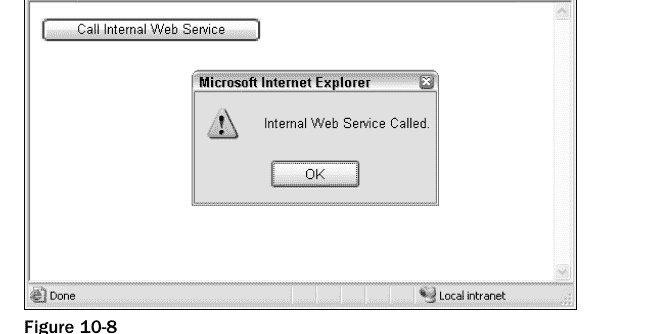 Call Internal Web Service
Microsoft Internet Explorer
Internal Web Service Called.
OK
Done
Local intranet
Figure 10-8